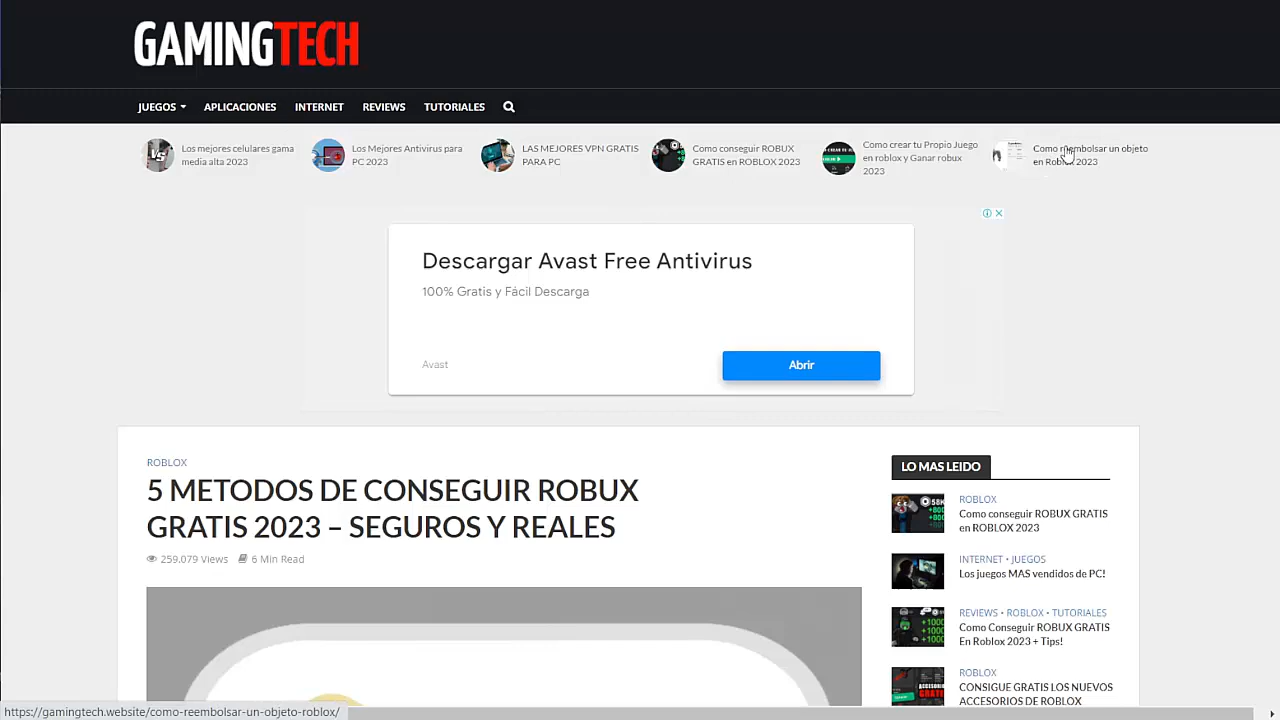 GAMINGTECH
JUEGOS APLICACIONES INTERNET REVIEWS TUTORIALES
Los mejores celulares gama
media alta 2023
Los Mejores Antivirus para
PC 2023
LAS MEJORES VPN GRATIS
PARA PC
Como conseguir ROBUX
GRATIS en ROBLOX 2023
Como crear tu Propio Juego
en roblox y Ganar robux
2023
Como reembolsar un objeto
en Roblox 2023
Descargar Avast Free Antivirus
100% Gratis y Fácil Descarga
Avast
Abrir
ROBLOX
5 METODOS DE CONSEGUIR ROBUX
GRATIS 2023 – SEGUROS Y REALES
259.079 Views 6 Min Read
LO MAS LEIDO
ROBLOX
Como conseguir ROBUX GRATIS
en ROBLOX 2023
INTERNET • JUEGOS
Los juegos MAS vendidos de PC!
REVIEWS • ROBLOX • TUTORIALES
Como Conseguir ROBUX GRATIS
En Roblox 2023 + Tips!
ROBLOX
CONSIGUE GRATIS LOS NUEVOS
ACCESORIOS DE ROBLOX
https://gamingtech.website/como-reembolsar-un-objeto-roblox/